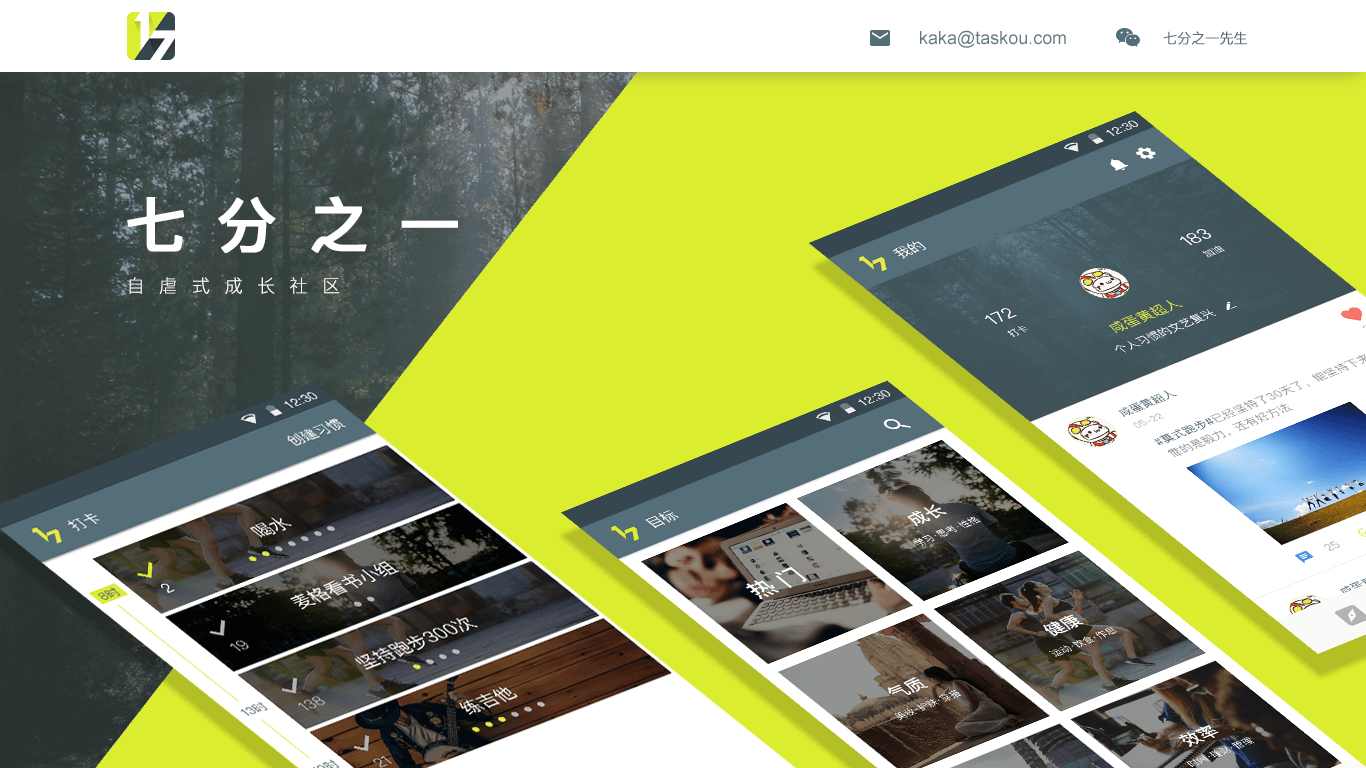 kaka@taskou.com
七分之一先生
七分之一
自虐式成长社区
12:30
我的
183
加油
172
打卡
咸蛋黄超人
个人习惯的文艺复兴
咸蛋黄超人
05-22
#莫式跑步#已经坚持了30天了，能坚持下来
靠的是毅力，还有好方法
25
12:30
创建习惯
打卡
喝水
2
8时
麦格看书小组
19
坚持跑步300次
138
13时
练吉他
21
12:30
目标
热门
成长
学习·思考·性格
健康
运动·饮食·作息
气质
美妆·护肤·穿搭
效率